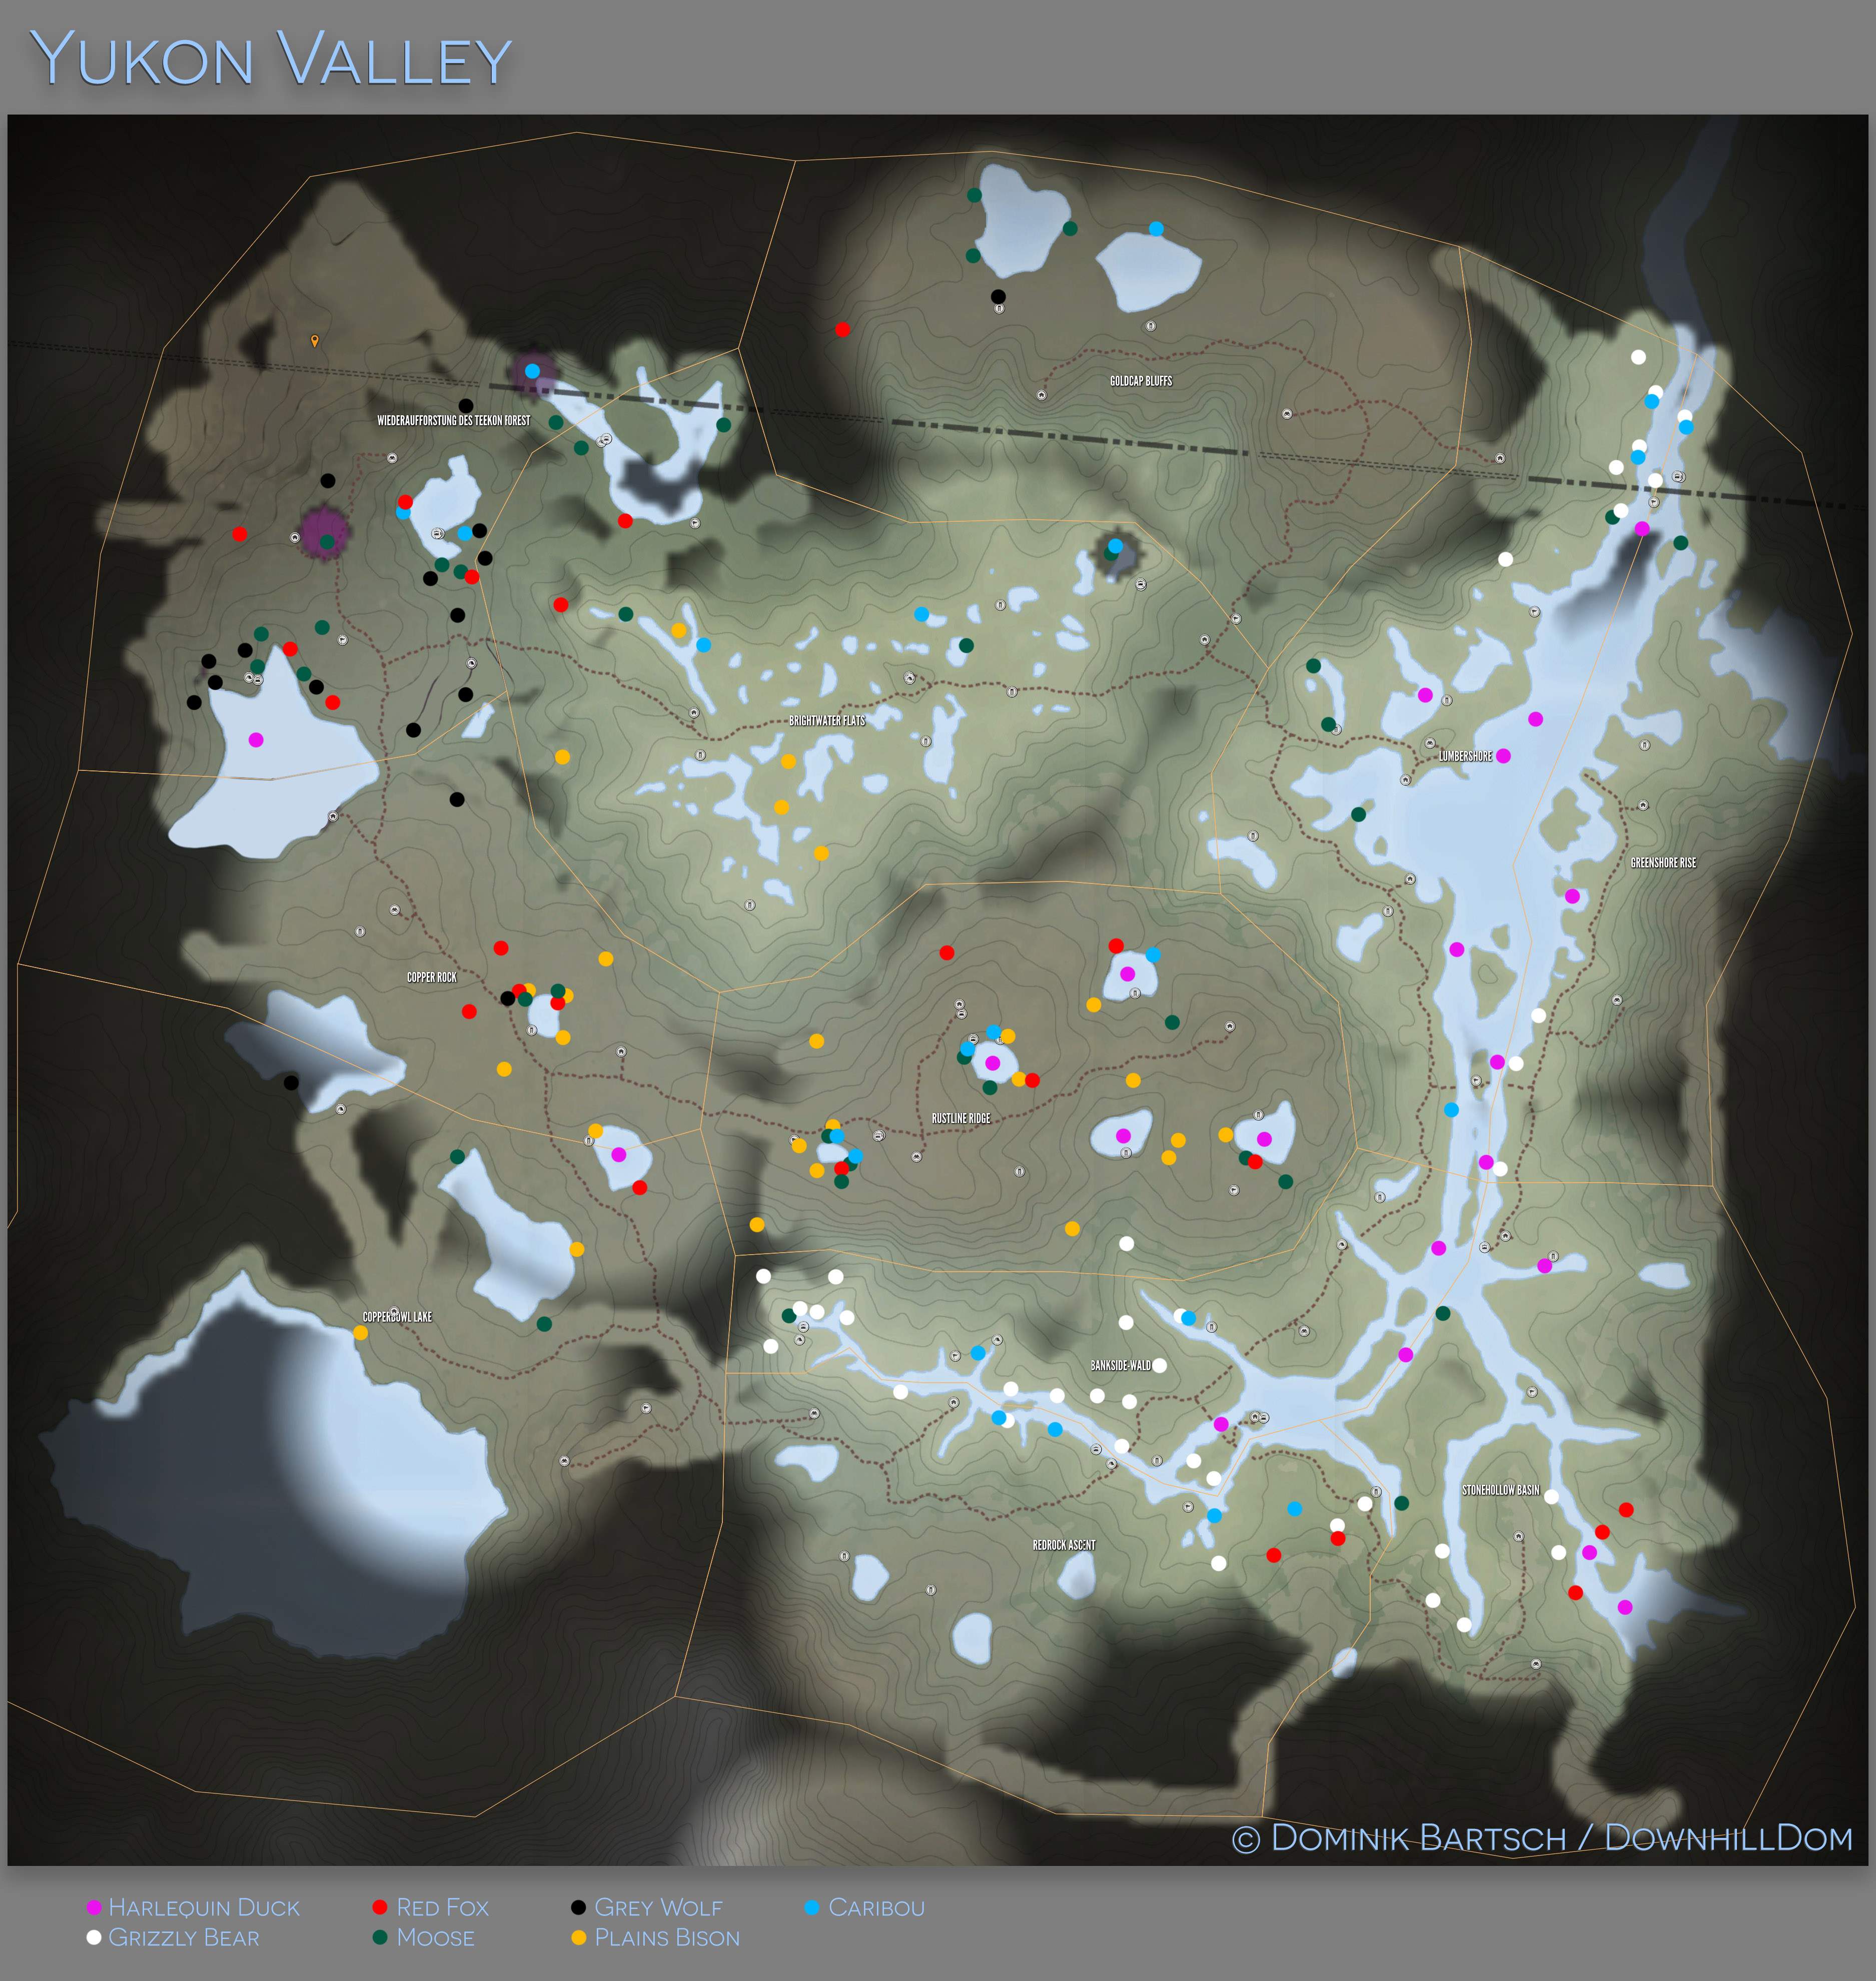 Yukon Valley
Goldcap Bluffs
Wiederaufforstung des Teekon Forest
Brightwater Flats
Lumbershore
Greenshore Rise
Copper Rock
Rustline Ridge
Copperbowl Lake
Bankside-Wald
Stonehollow Basin
Redrock Ascent
© Dominik Bartsch / DownhillDom
Harlequin Duck
Red Fox
Grey Wolf
Caribou
Grizzly Bear
Moose
Plains Bison